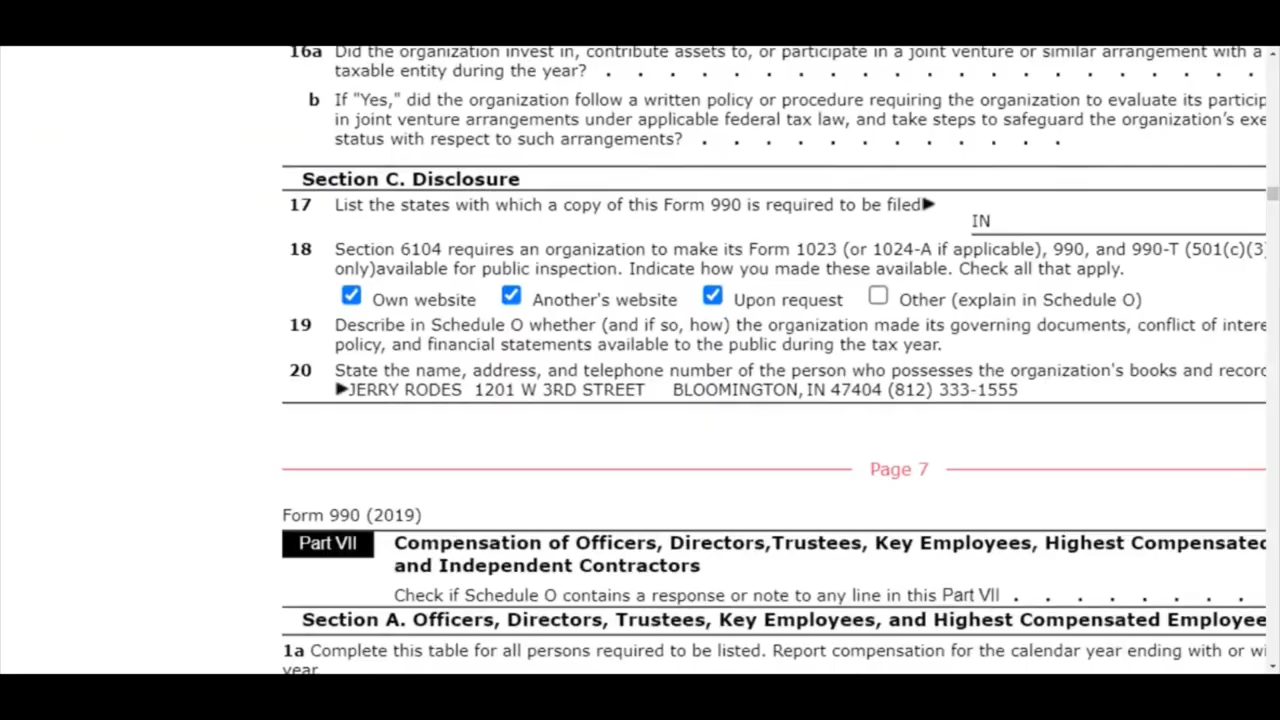 16a Did the organization invest in, contribute assets to, or participate in a joint venture or similar arrangement with a
taxable entity during the year? . . . . . . . . . . . . . . . . . . . . .
b If "Yes," did the organization follow a written policy or procedure requiring the organization to evaluate its particip
in joint venture arrangements under applicable federal tax law, and take steps to safeguard the organization's exe
status with respect to such arrangements? . . . . . . . . . . . .
Section C. Disclosure
17 List the states with which a copy of this Form 990 is required to be filed▶
IN
18 Section 6104 requires an organization to make its Form 1023 (or 1024-A if applicable), 990, and 990-T (501(c)(3)
only)available for public inspection. Indicate how you made these available. Check all that apply.
Own website Another's website Upon request Other (explain in Schedule O)
19 Describe in Schedule O whether (and if so, how) the organization made its governing documents, conflict of intere
policy, and financial statements available to the public during the tax year.
20 State the name, address, and telephone number of the person who possesses the organization's books and recorc
▶JERRY RODES 1201 W 3RD STREET BLOOMINGTON, IN 47404 (812) 333-1555
Page 7
Form 990 (2019)
Part VII Compensation of Officers, Directors,Trustees, Key Employees, Highest Compensated
and Independent Contractors
Check if Schedule O contains a response or note to any line in this Part VII . . . . . . . .
Section A. Officers, Directors, Trustees, Key Employees, and Highest Compensated Employee
1a Complete this table for all persons required to be listed. Report compensation for the calendar year ending with or wi
year.